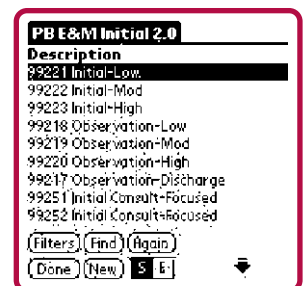 PB E&M Initial 2.0
Description
99221 Initial-Low
99222 Initial-Mod
99223 Initial-High
99218 Observation-Low
99219 Observation-Mod
99220 Observation-High
99217 Observation-Discharge
99251 Initial Consult-Focused
99252 Initial Consult-Focused
Filters Find Again
Done New S E